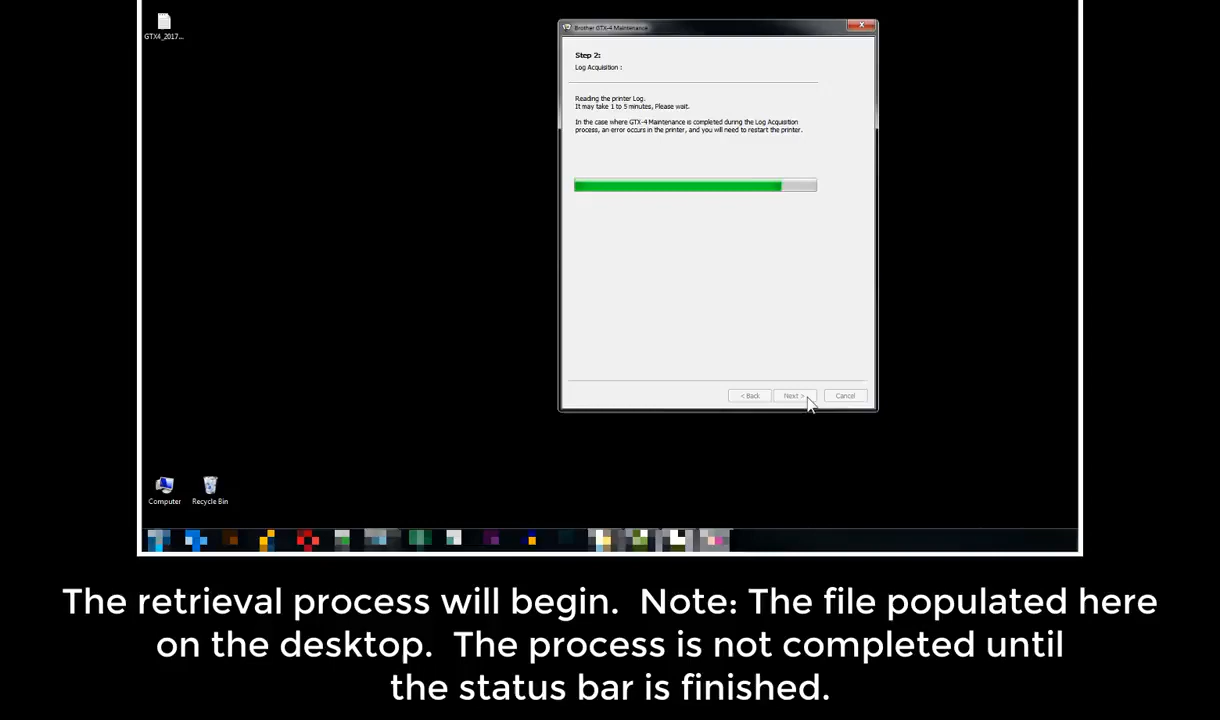 GTX4_2017...
Brother GTX-4 Maintenance
Step 2:
Log Acquisition :
Reading the printer Log.
It may take 1 to 5 minutes, Please wait.
In the case where GTX-4 Maintenance is completed during the Log Acquisition
process, an error occurs in the printer, and you will need to restart the printer.
< Back
Next >
Cancel
Computer
Recycle Bin
The retrieval process will begin. Note: The file populated here
on the desktop. The process is not completed until
the status bar is finished.